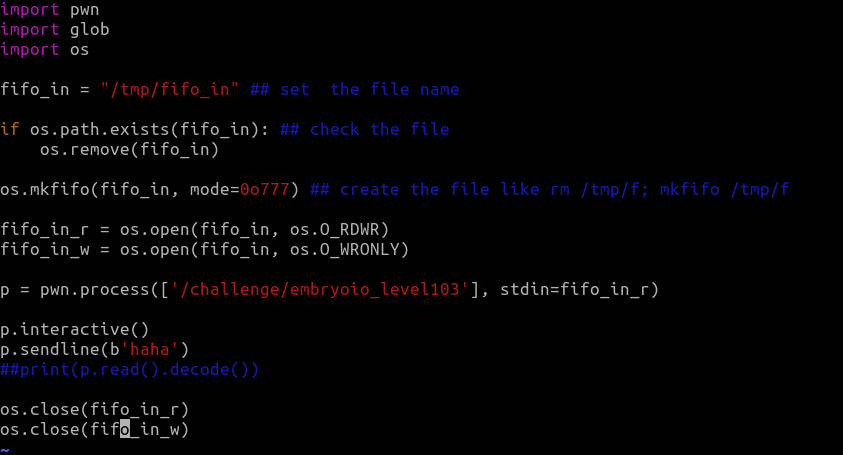 import pwn
import glob
import os
fifo_in = "/tmp/fifo_in" ## set  the file name
if os.path.exists(fifo_in): ## check the file
    os.remove(fifo_in)
os.mkfifo(fifo_in, mode=0o777) ## create the file like rm /tmp/f; mkfifo /tmp/f
fifo_in_r = os.open(fifo_in, os.O_RDWR)
fifo_in_w = os.open(fifo_in, os.O_WRONLY)
p = pwn.process(['/challenge/embryoio_level103'], stdin=fifo_in_r)
p.interactive()
p.sendline(b'haha')
##print(p.read().decode())
os.close(fifo_in_r)
os.close(fifo_in_w)
~